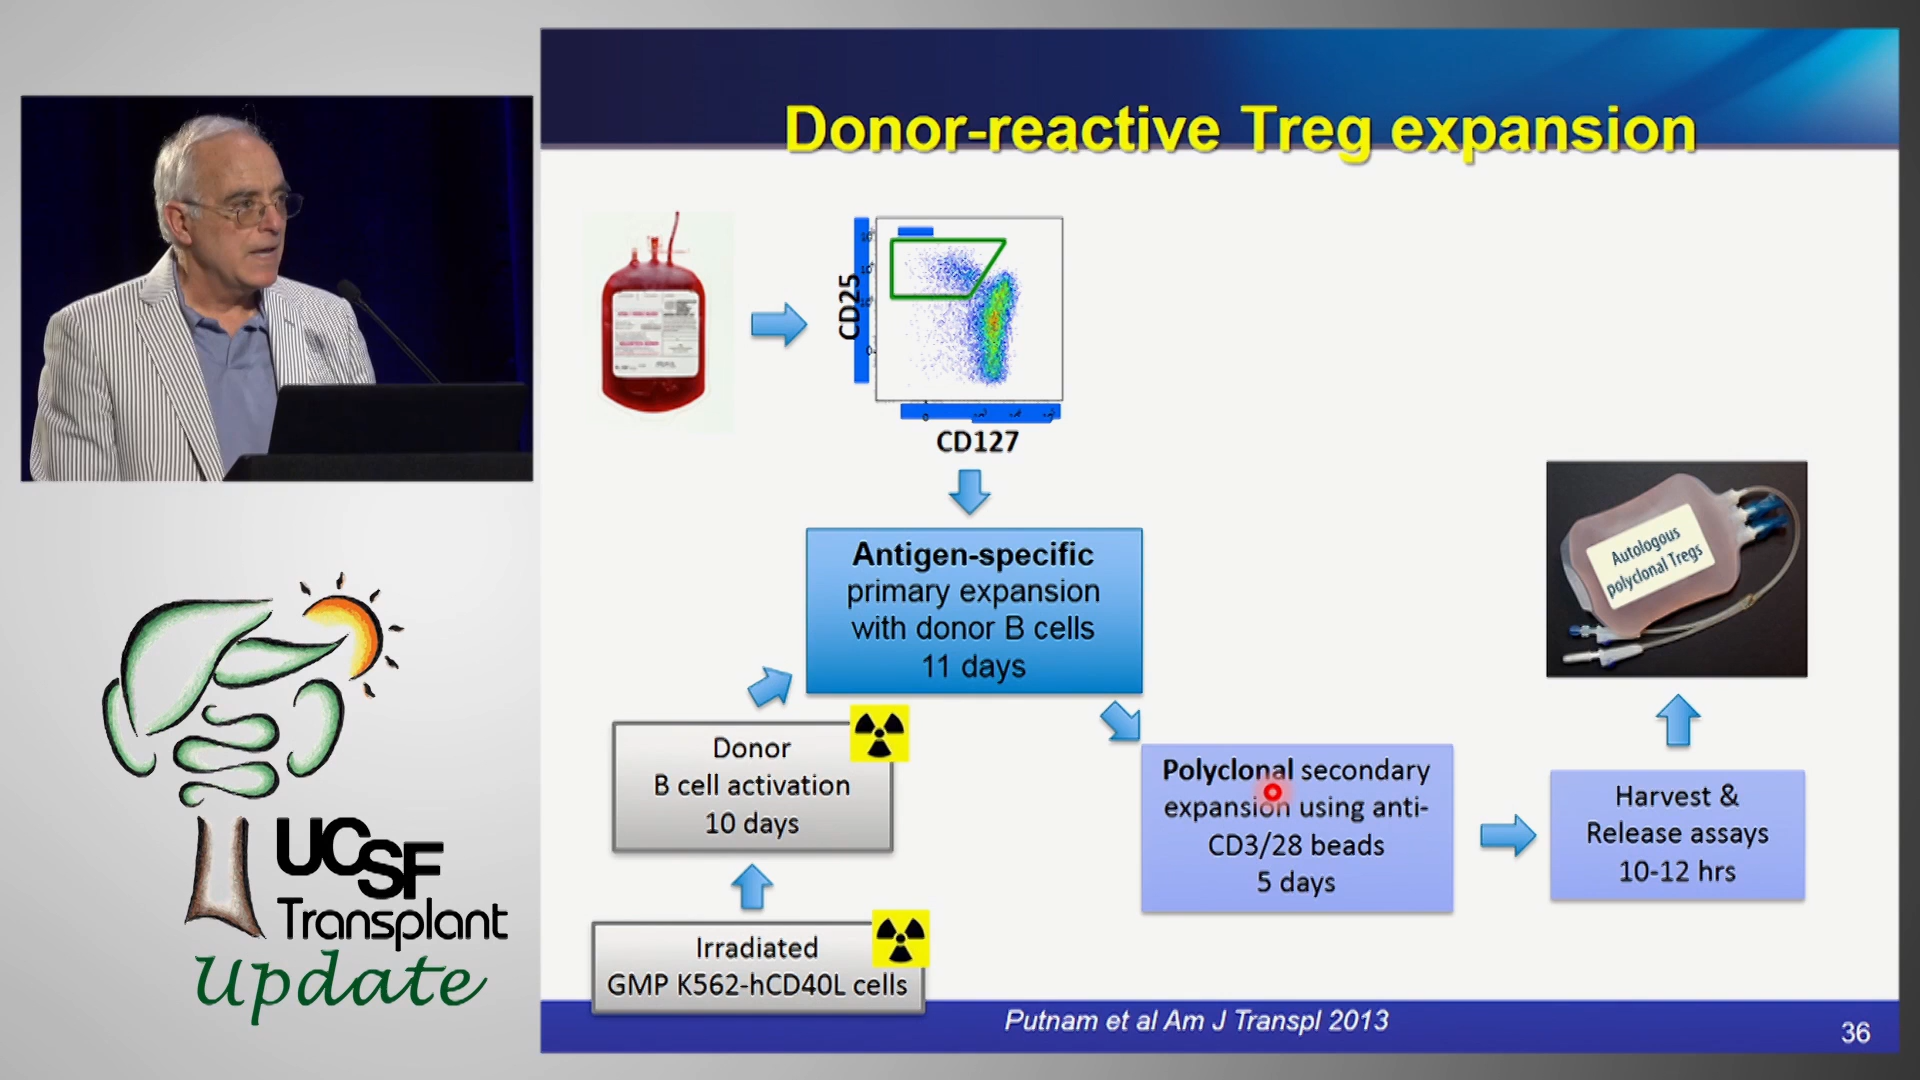 Donor-reactive Treg expansion
CD25
CD127
Antigen-specific
primary expansion
with donor B cells
11 days
Donor
B cell activation
10 days
Irradiated
GMP K562-hCD40L cells
Polyclonal secondary
expansion using anti-
CD3/28 beads
5 days
Harvest &
Release assays
10-12 hrs
Autologous
polyclonal Tregs
Putnam et al Am J Transpl 2013
36
UCSF
Transplant
Update